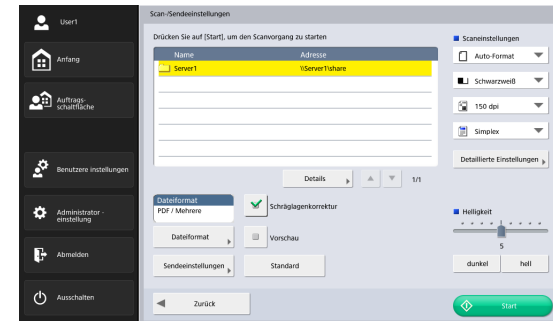 User1
Anfang
Auftrags-
schaltfläche
Benutzere instellungen
Administrator -
einstellung
Abmelden
Ausschalten
Scan-/Sendeeinstellungen
Drücken Sie auf [Start], um den Scanvorgang zu starten
Name Adresse
Server1 \\Server1\share
Details 1/1
Dateiformat
PDF / Mehrere
Schräglagenkorrektur
Dateiformat
Vorschau
Sendeeinstellungen
Standard
Zurück
Scaneinstellungen
Auto-Format
Schwarzweiß
150 dpi
Simplex
Detaillierte Einstellungen
Helligkeit
5
dunkel hell
Start